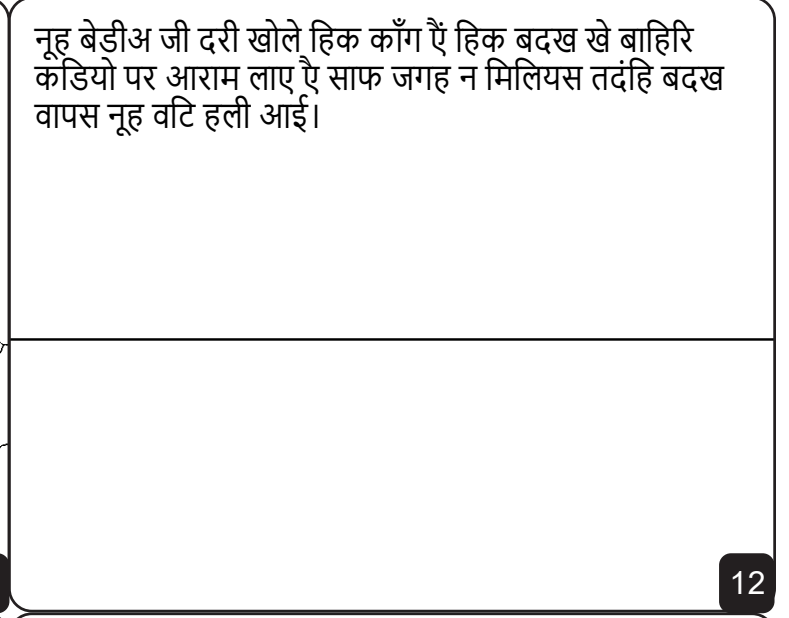 नूह बेडीअ जी दरी खोले हिक काँग एैं हिक बदख खे बाहिरि
कडियो पर आराम लाए एै साफ जगह न मिलियस तदंहि बदख
वापस नूह वटि हली आई।
12